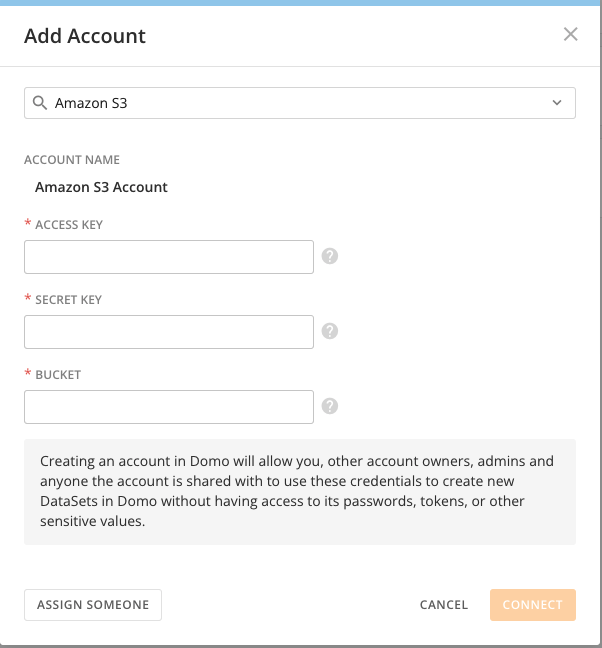 Add Account
Amazon S3
ACCOUNT NAME
Amazon S3 Account
* ACCESS KEY
?
* SECRET KEY
?
* BUCKET
?
Creating an account in Domo will allow you, other account owners, admins and
anyone the account is shared with to use these credentials to create new
DataSets in Domo without having access to its passwords, tokens, or other
sensitive values.
ASSIGN SOMEONE
CANCEL
CONNECT